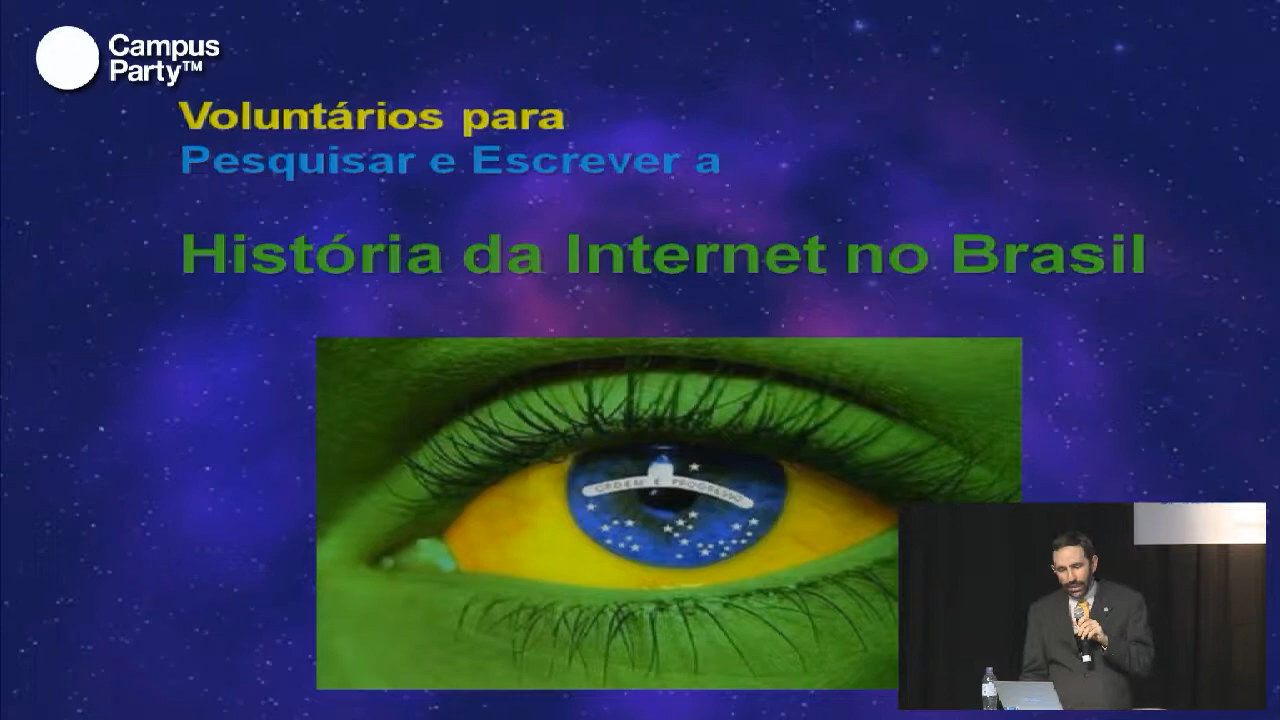 Campus
Party™
Voluntários para
Pesquisar e Escrever a
História da Internet no Brasil
ORDEM E PROGRESSO